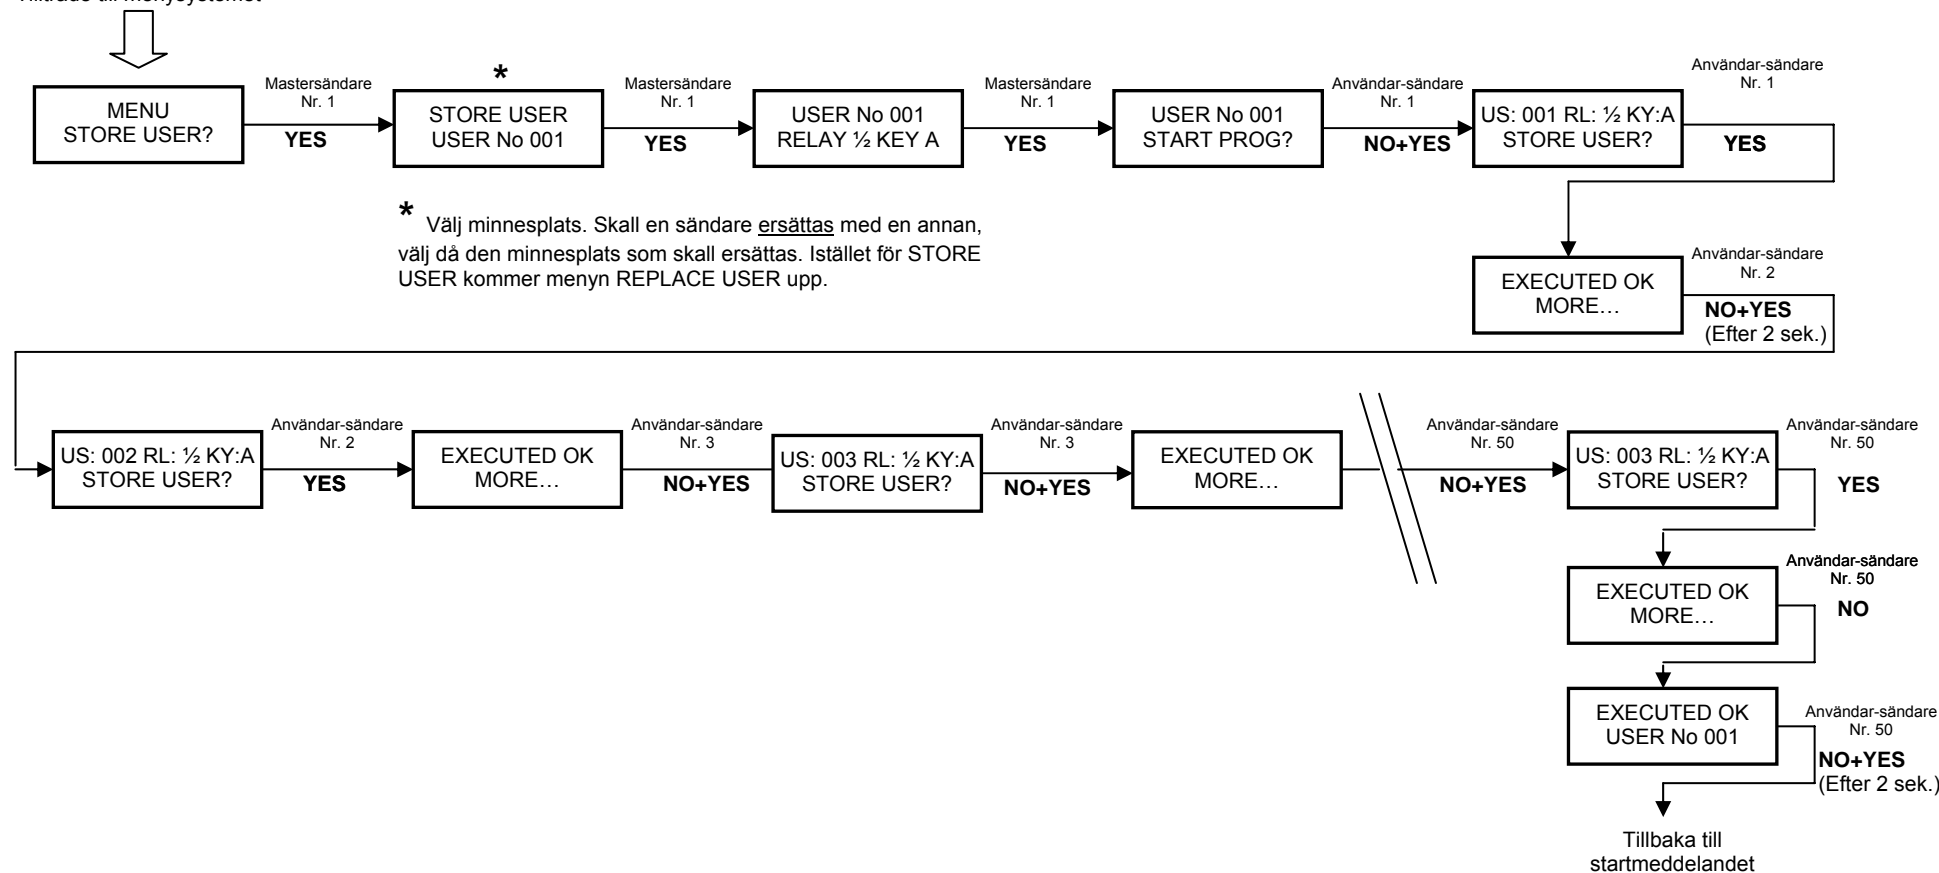 MENU
STORE USER?
Mastersändare
Nr. 1
YES
*
STORE USER
USER No 001
Mastersändare
Nr. 1
YES
USER No 001
RELAY ½ KEY A
Mastersändare
Nr. 1
YES
USER No 001
START PROG?
Användar-sändare
Nr. 1
NO+YES
US: 001 RL: ½ KY:A
STORE USER?
Användar-sändare
Nr. 1
YES
* Välj minnesplats. Skall en sändare ersättas med en annan,
välj då den minnesplats som skall ersättas. Istället för STORE
USER kommer menyn REPLACE USER upp.
EXECUTED OK
MORE…
Användar-sändare
Nr. 2
NO+YES
(Efter 2 sek.)
US: 002 RL: ½ KY:A
STORE USER?
Användar-sändare
Nr. 2
YES
EXECUTED OK
MORE…
Användar-sändare
Nr. 3
NO+YES
US: 003 RL: ½ KY:A
STORE USER?
Användar-sändare
Nr. 3
NO+YES
EXECUTED OK
MORE…
Användar-sändare
Nr. 50
NO+YES
US: 003 RL: ½ KY:A
STORE USER?
Användar-sändare
Nr. 50
YES
EXECUTED OK
MORE…
Användar-sändare
Nr. 50
NO
EXECUTED OK
USER No 001
Användar-sändare
Nr. 50
NO+YES
(Efter 2 sek.)
Tillbaka till
startmeddelandet